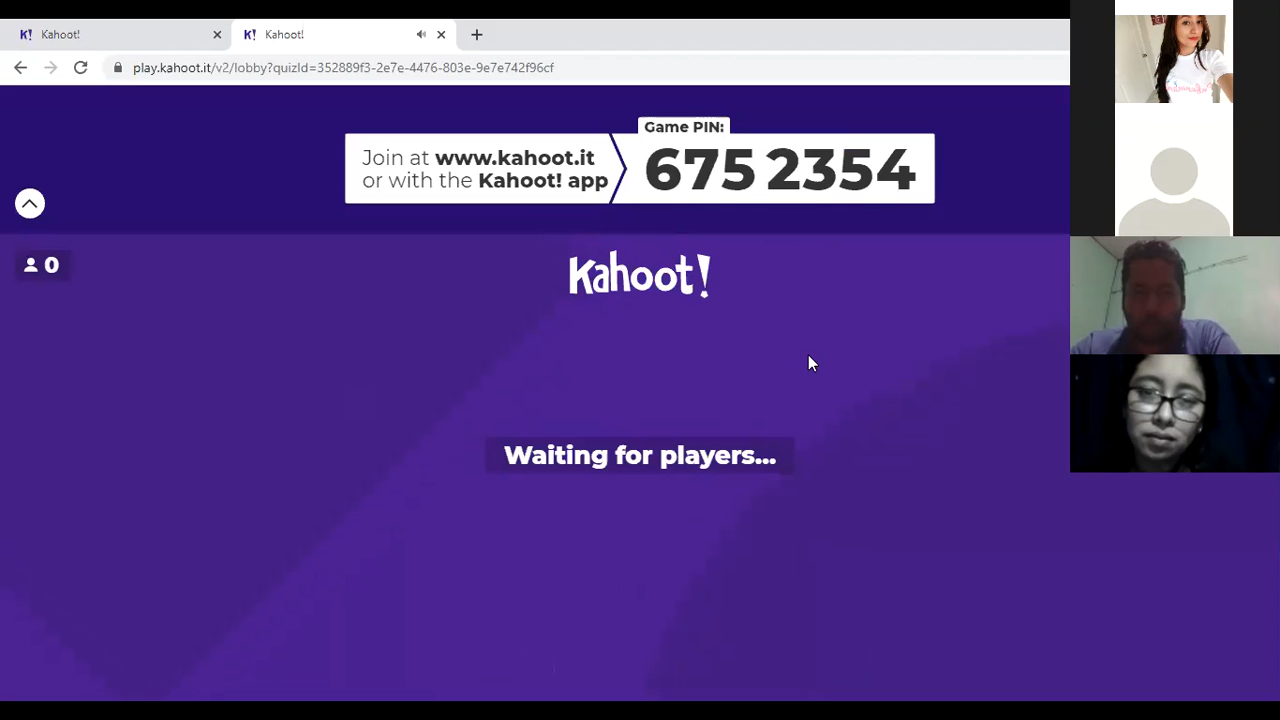 K! Kahoot!
K! Kahoot!
play.kahoot.it/v2/lobby?quizId=352889f3-2e7e-4476-803e-9e7e742f96cf
Game PIN:
Join at www.kahoot.it
or with the Kahoot! app
675 2354
0
Kahoot!
Waiting for players...